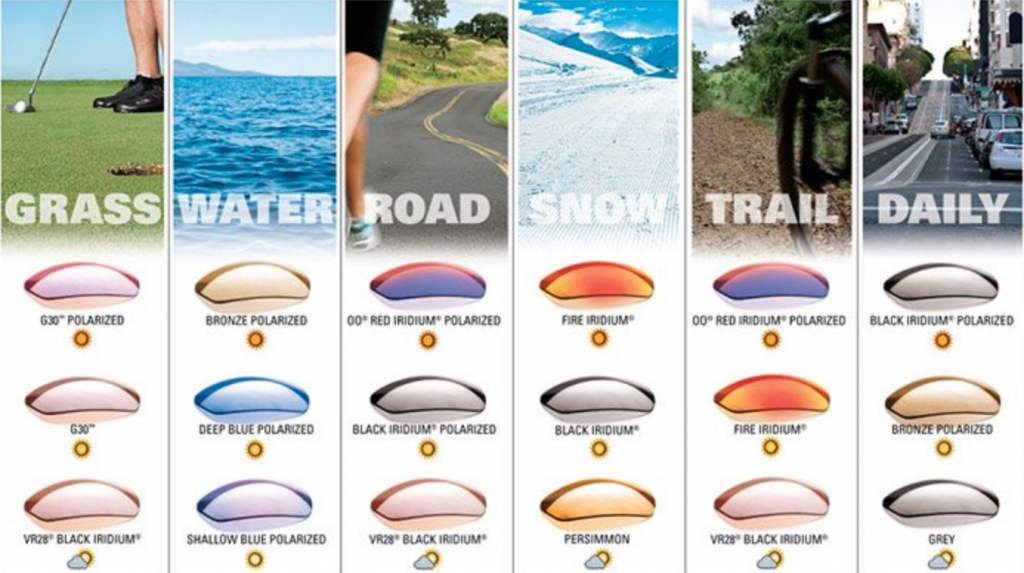 GRASS WATER ROAD SNOW TRAIL DAILY
G30™ POLARIZED BRONZE POLARIZED OO® RED IRIDIUM® POLARIZED FIRE IRIDIUM® OO® RED IRIDIUM® POLARIZED BLACK IRIDIUM® POLARIZED
G30™ DEEP BLUE POLARIZED BLACK IRIDIUM® POLARIZED BLACK IRIDIUM® FIRE IRIDIUM® BRONZE POLARIZED
VR28® BLACK IRIDIUM® SHALLOW BLUE POLARIZED VR28® BLACK IRIDIUM® PERSIMMON VR28® BLACK IRIDIUM® GREY